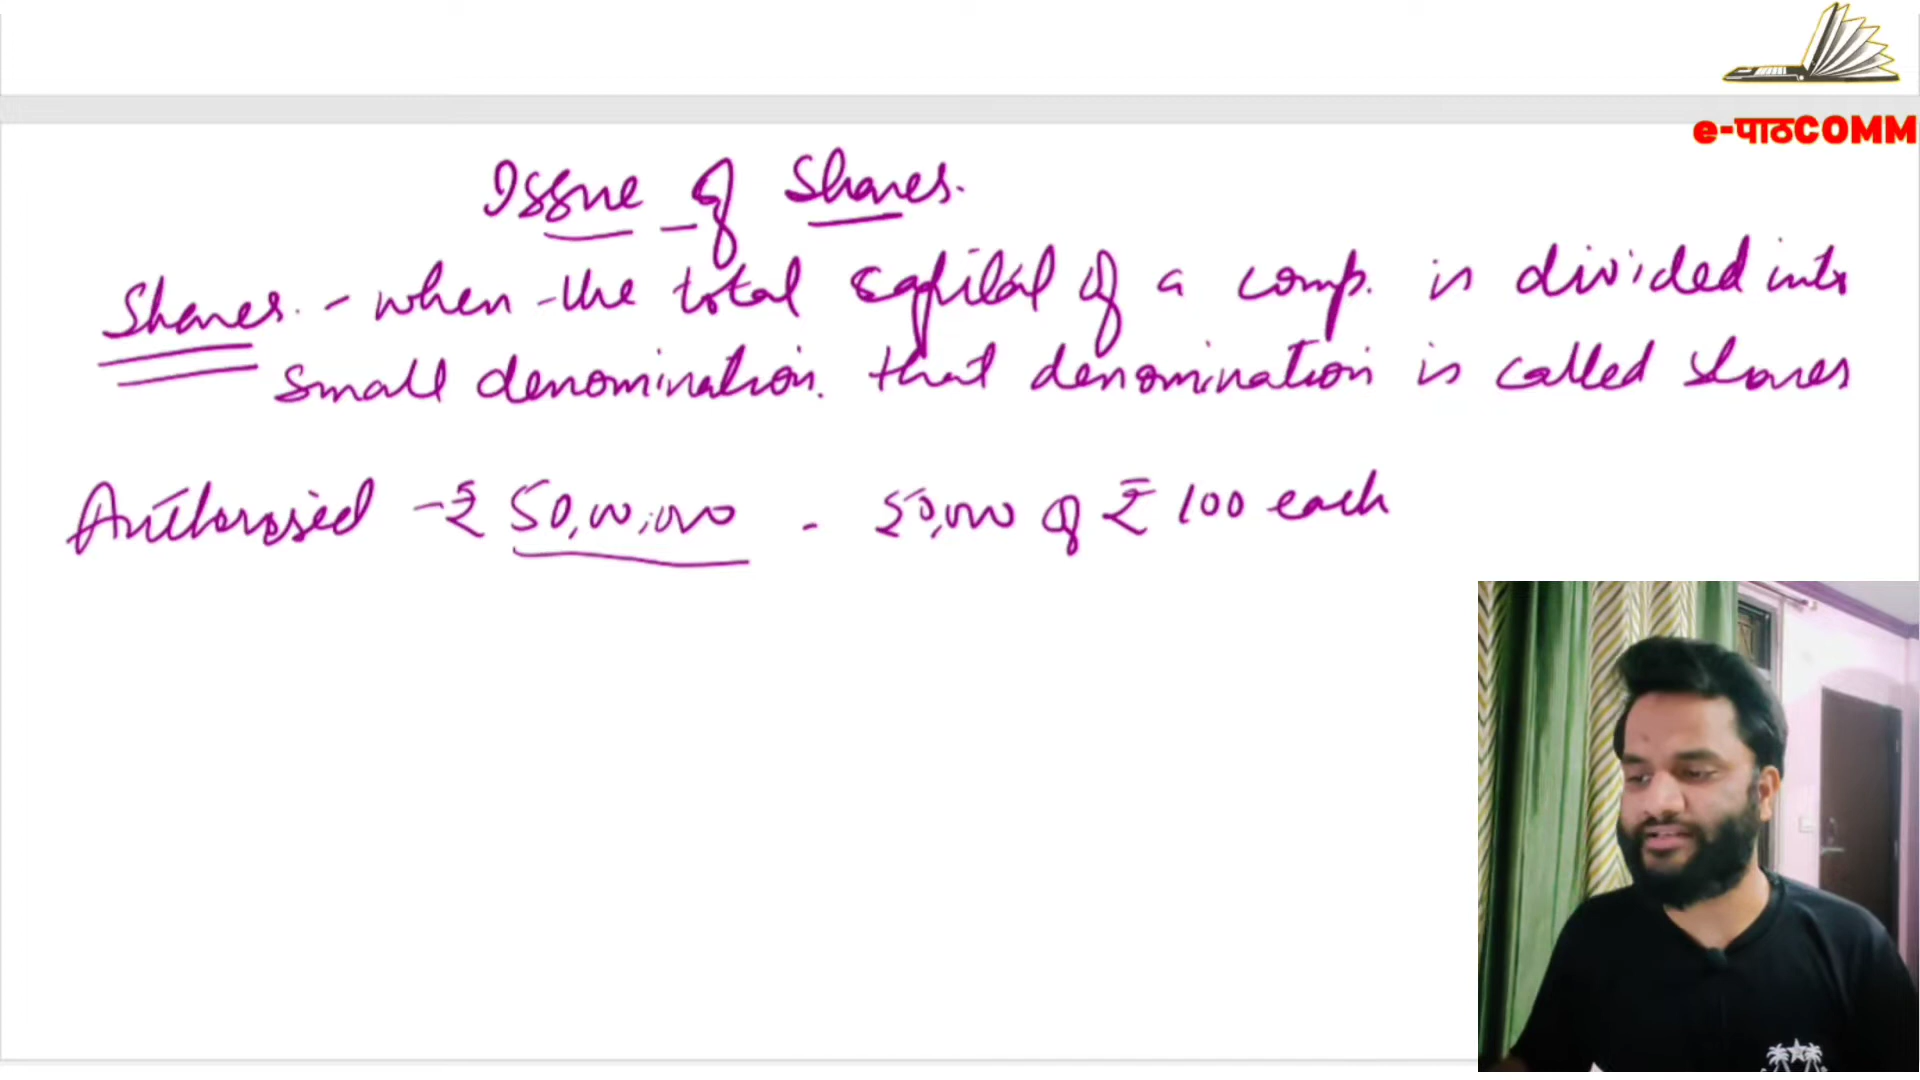 e-पाठCOMM
Issue of Shares.
Shares. - when the total capital of a comp. is divided into
small denomination. that denomination is called shares
Authorised - ₹ 50,00,000 - 50,000 of ₹ 100 each